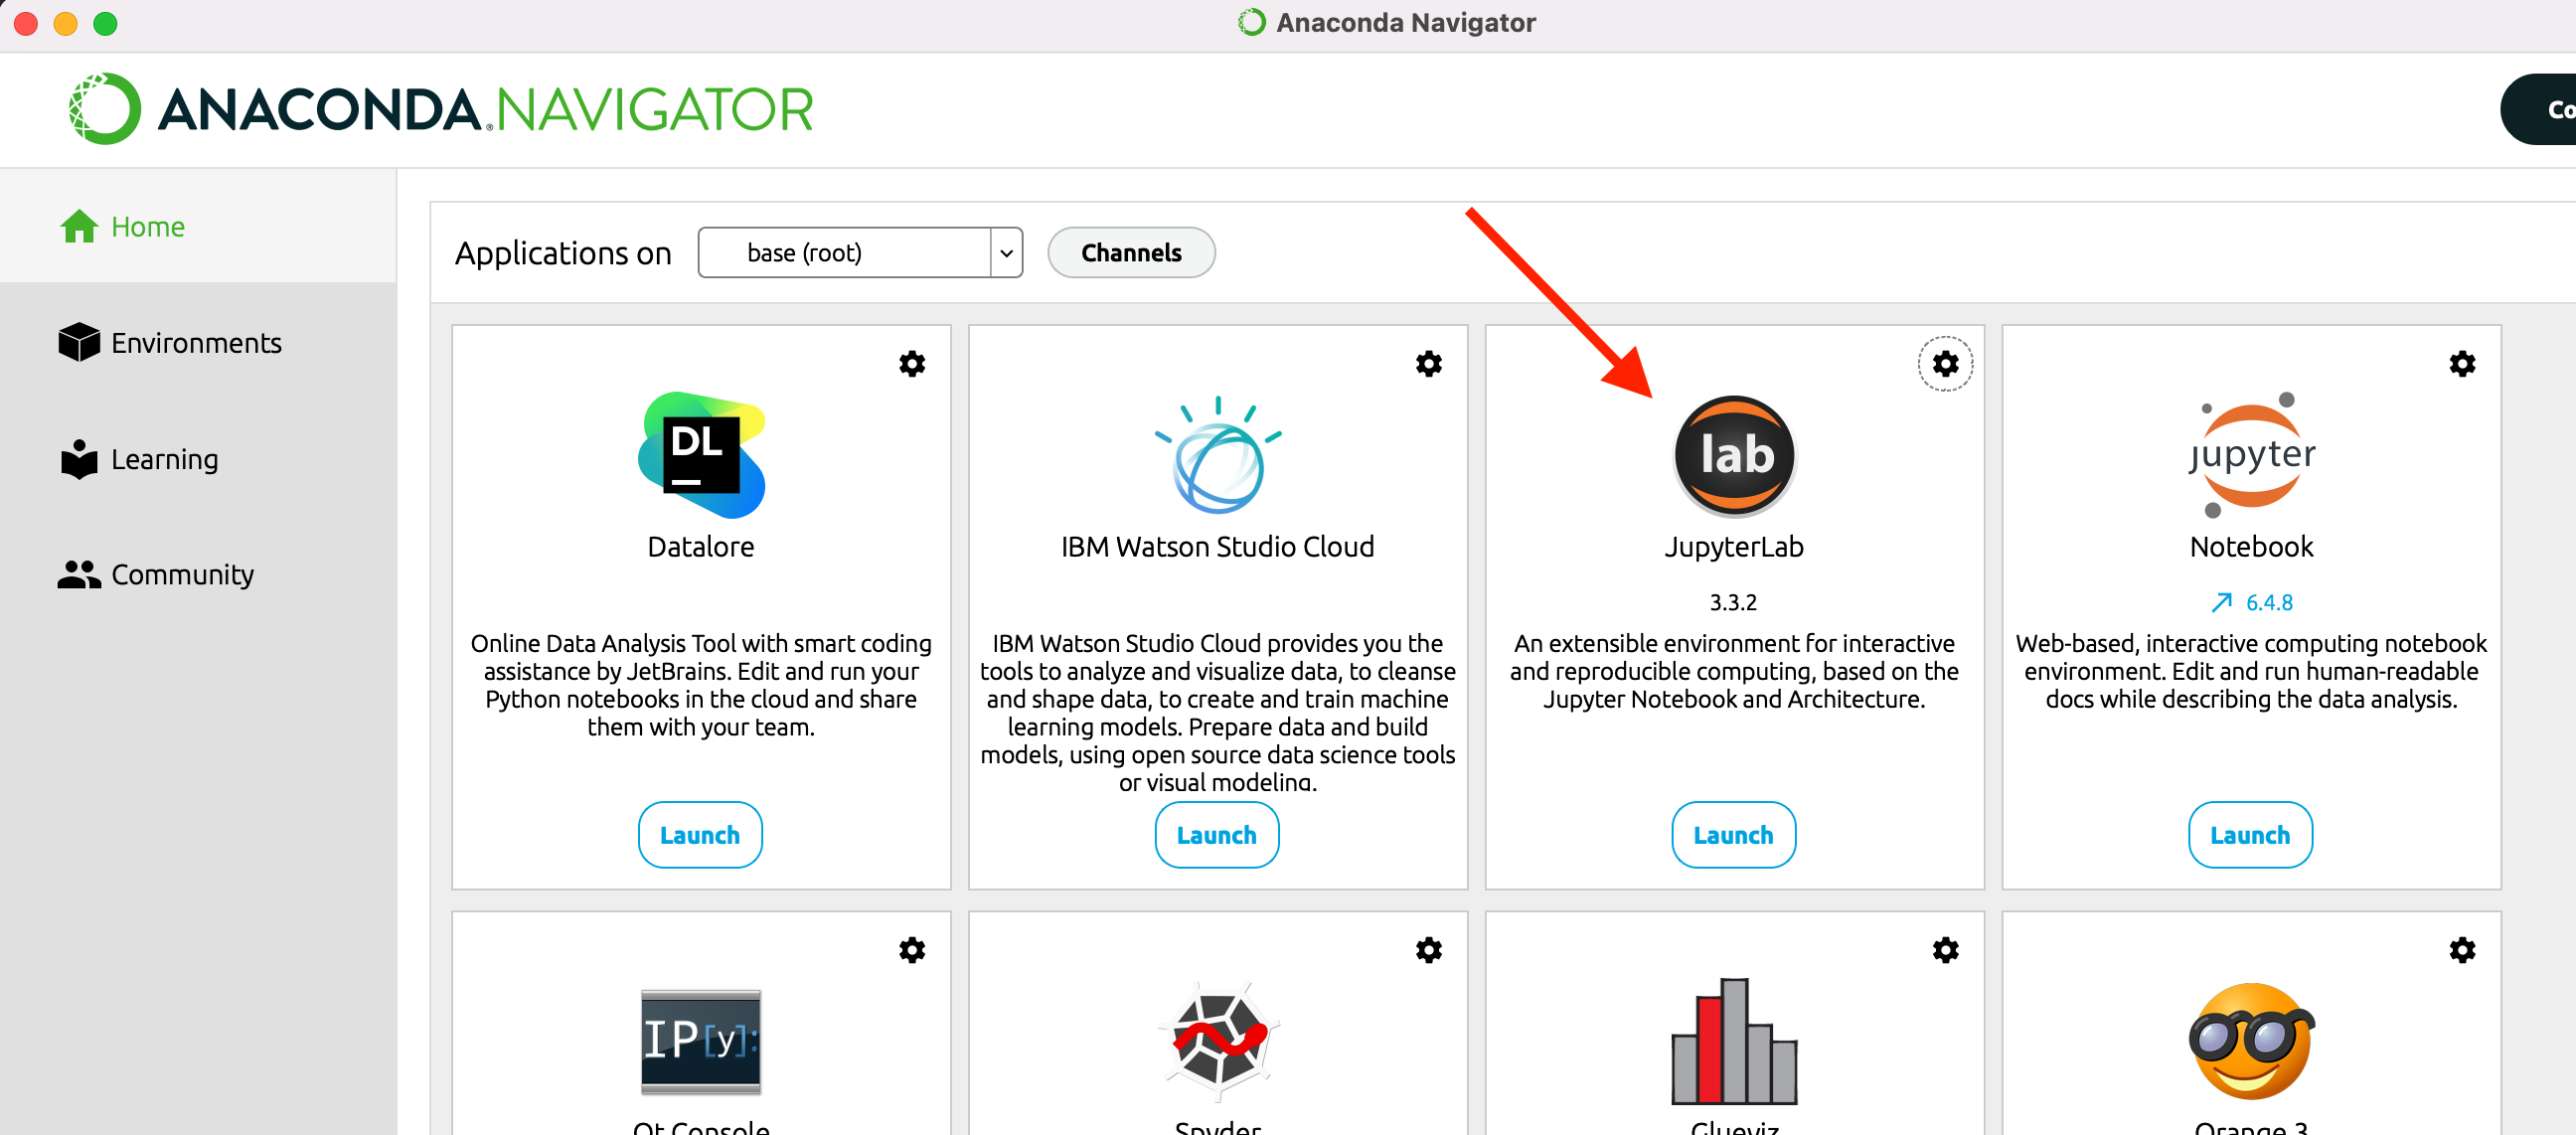 Anaconda Navigator
ANACONDA.NAVIGATOR
Co
Home
Environments
Learning
Community
Applications on
base (root)
Channels
DL
Datalore
Online Data Analysis Tool with smart coding
assistance by JetBrains. Edit and run your
Python notebooks in the cloud and share
them with your team.
Launch
IBM Watson Studio Cloud
IBM Watson Studio Cloud provides you the
tools to analyze and visualize data, to cleanse
and shape data, to create and train machine
learning models. Prepare data and build
models, using open source data science tools
or visual modeling.
Launch
lab
JupyterLab
3.3.2
An extensible environment for interactive
and reproducible computing, based on the
Jupyter Notebook and Architecture.
Launch
jupyter
Notebook
6.4.8
Web-based, interactive computing notebook
environment. Edit and run human-readable
docs while describing the data analysis.
Launch
IP[y]:
Qt Console
Spyder
Glueviz
Orange 3